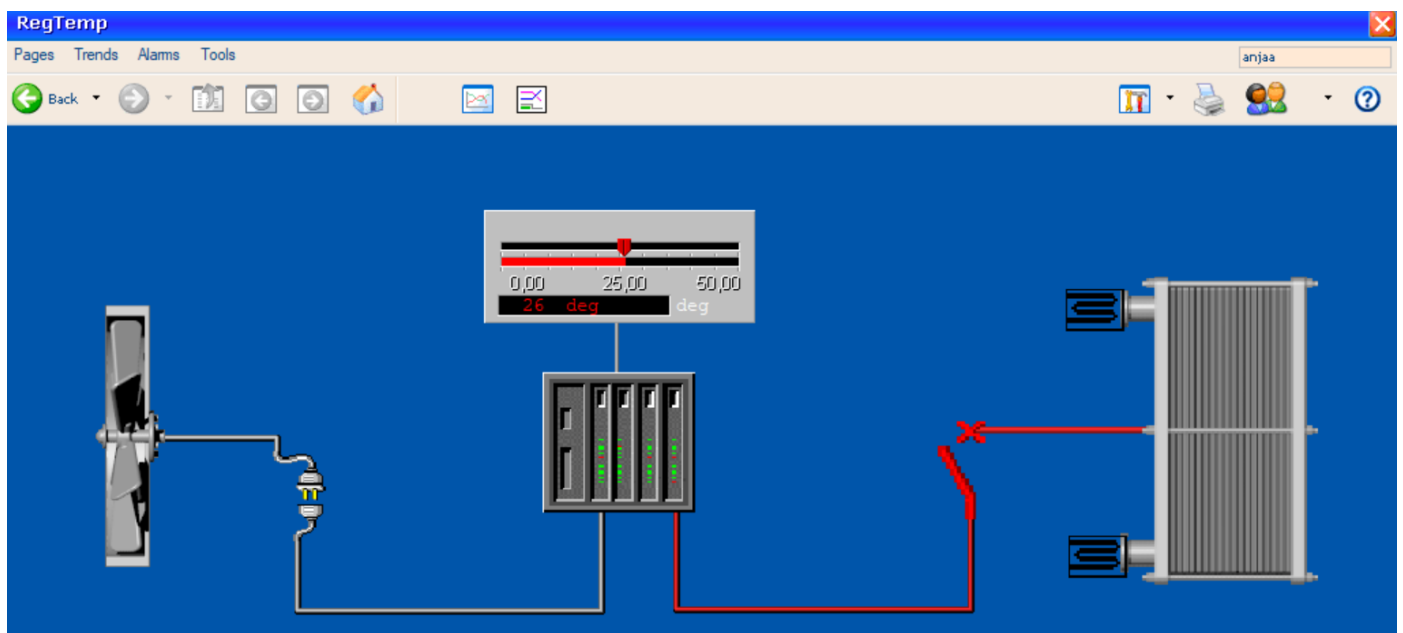 RegTemp
Pages Trends Alarms Tools anjaa
Back
0,00 25,00 50,00
26 deg deg